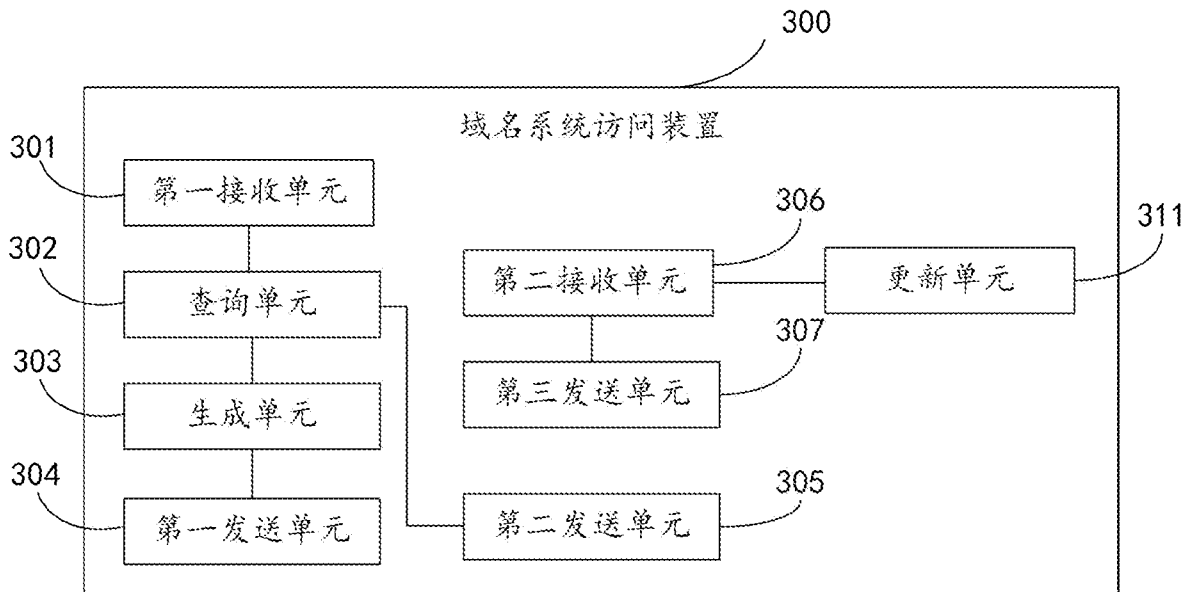 300
域名系统访问装置
301
第一接收单元
302
查询单元
303
生成单元
304
第一发送单元
306
第二接收单元
311
更新单元
307
第三发送单元
305
第二发送单元